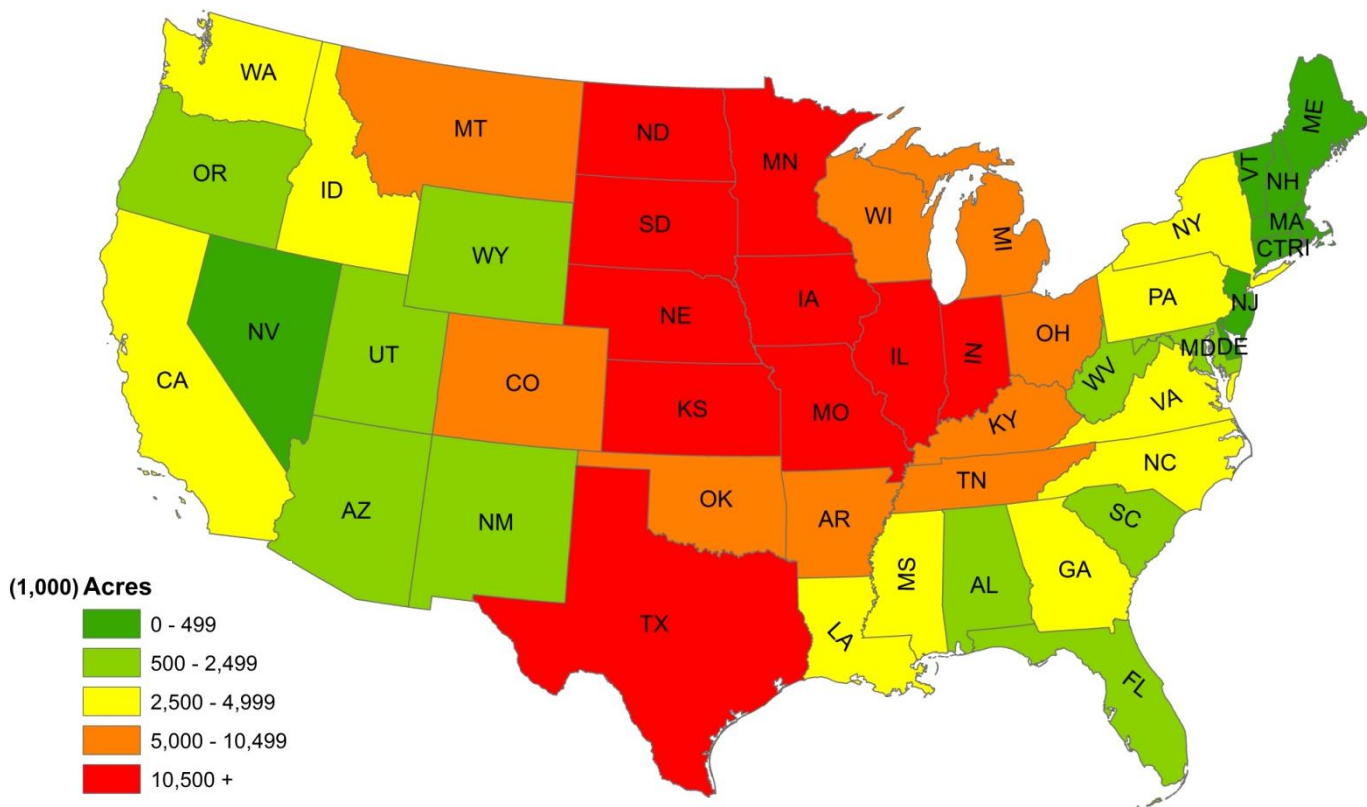 WA
MT
ND
MN
ME
VT
NH
OR
ID
WI
MI
NY
MA
CTRI
SD
WY
IA
PA
NJ
NE
NV
UT
CO
IL
IN
OH
MD
DE
WV
CA
KS
MO
KY
VA
NC
TN
AZ
NM
OK
AR
SC
MS
AL
GA
TX
LA
FL
(1,000) Acres
0 - 499
500 - 2,499
2,500 - 4,999
5,000 - 10,499
10,500 +